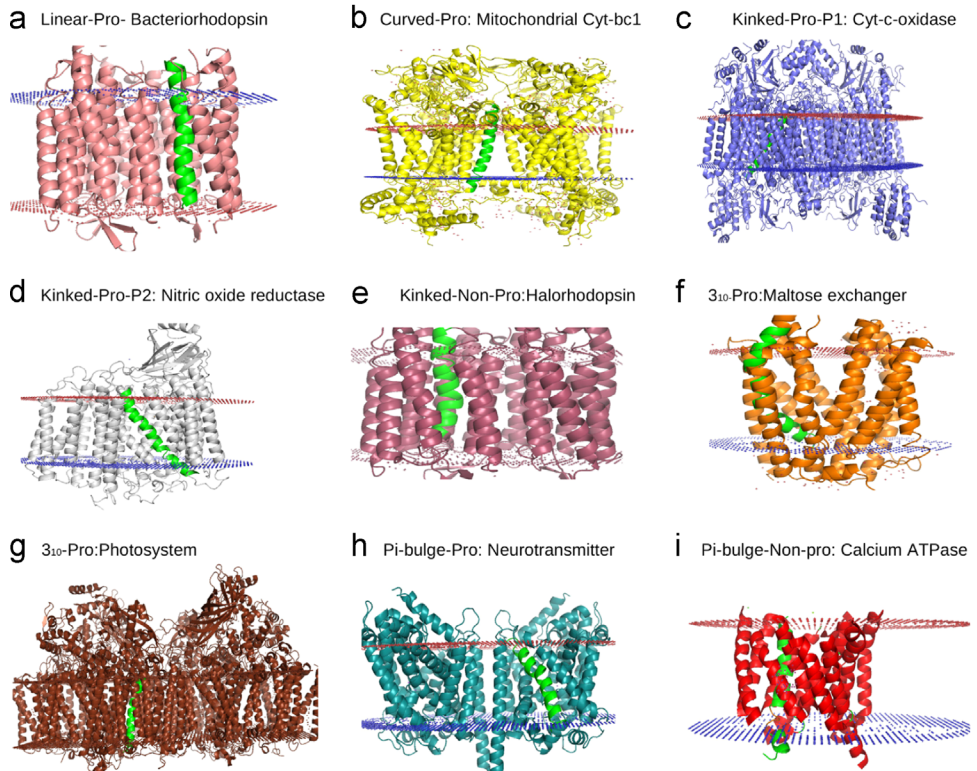 a Linear-Pro- Bacteriorhodopsin
b Curved-Pro: Mitochondrial Cyt-bc1
c Kinked-Pro-P1: Cyt-c-oxidase
d Kinked-Pro-P2: Nitric oxide reductase
e Kinked-Non-Pro:Halorhodopsin
f 3₁₀-Pro:Maltose exchanger
g 3₁₀-Pro:Photosystem
h Pi-bulge-Pro: Neurotransmitter
i Pi-bulge-Non-pro: Calcium ATPase